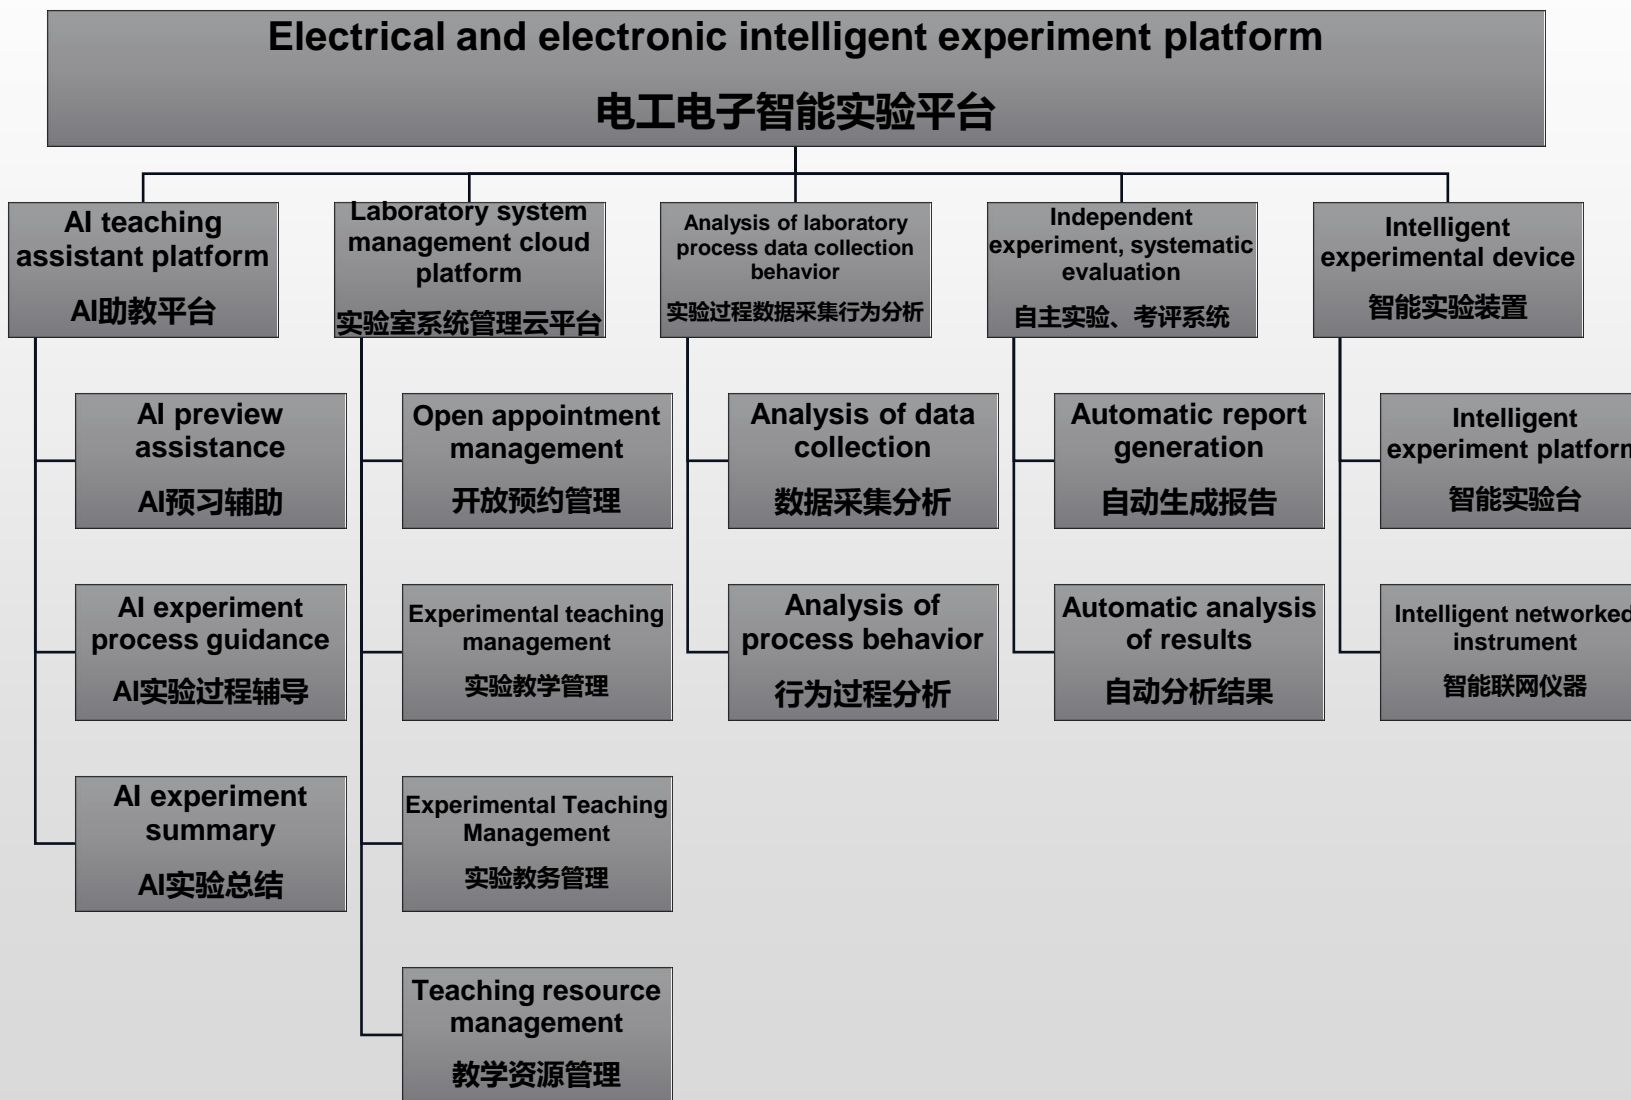 Electrical and electronic intelligent experiment platform
电工电子智能实验平台
AI teaching
assistant platform
AI助教平台
Laboratory system
management cloud
platform
实验室系统管理云平台
Analysis of laboratory
process data collection
behavior
实验过程数据采集行为分析
Independent
experiment, systematic
evaluation
自主实验、考评系统
Intelligent
experimental device
智能实验装置
AI preview
assistance
AI预习辅助
Open appointment
management
开放预约管理
Analysis of data
collection
数据采集分析
Automatic report
generation
自动生成报告
Intelligent
experiment platform
智能实验台
AI experiment
process guidance
AI实验过程辅导
Experimental teaching
management
实验教学管理
Analysis of
process behavior
行为过程分析
Automatic analysis
of results
自动分析结果
Intelligent networked
instrument
智能联网仪器
AI experiment
summary
AI实验总结
Experimental Teaching
Management
实验教务管理
Teaching resource
management
教学资源管理